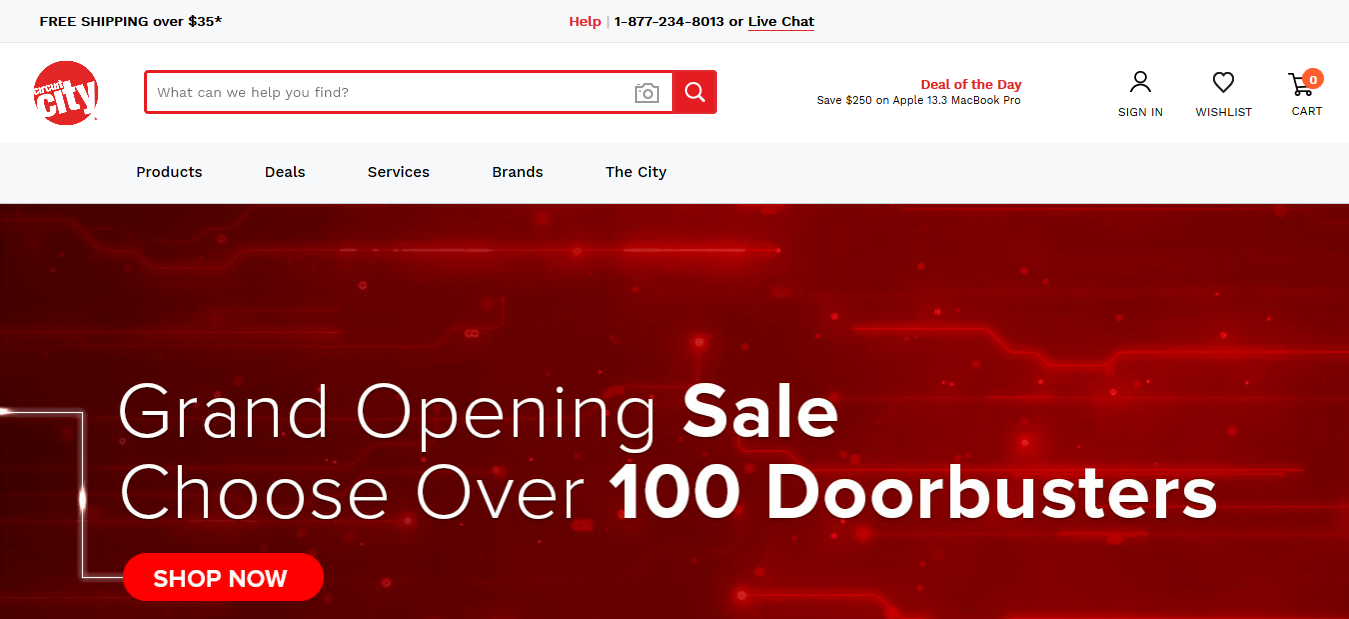 FREE SHIPPING over $35*
Help | 1-877-234-8013 or Live Chat
circuit
city
What can we help you find?
Deal of the Day
Save $250 on Apple 13.3 MacBook Pro
SIGN IN
WISHLIST
0
CART
Products
Deals
Services
Brands
The City
Grand Opening Sale
Choose Over 100 Doorbusters
SHOP NOW